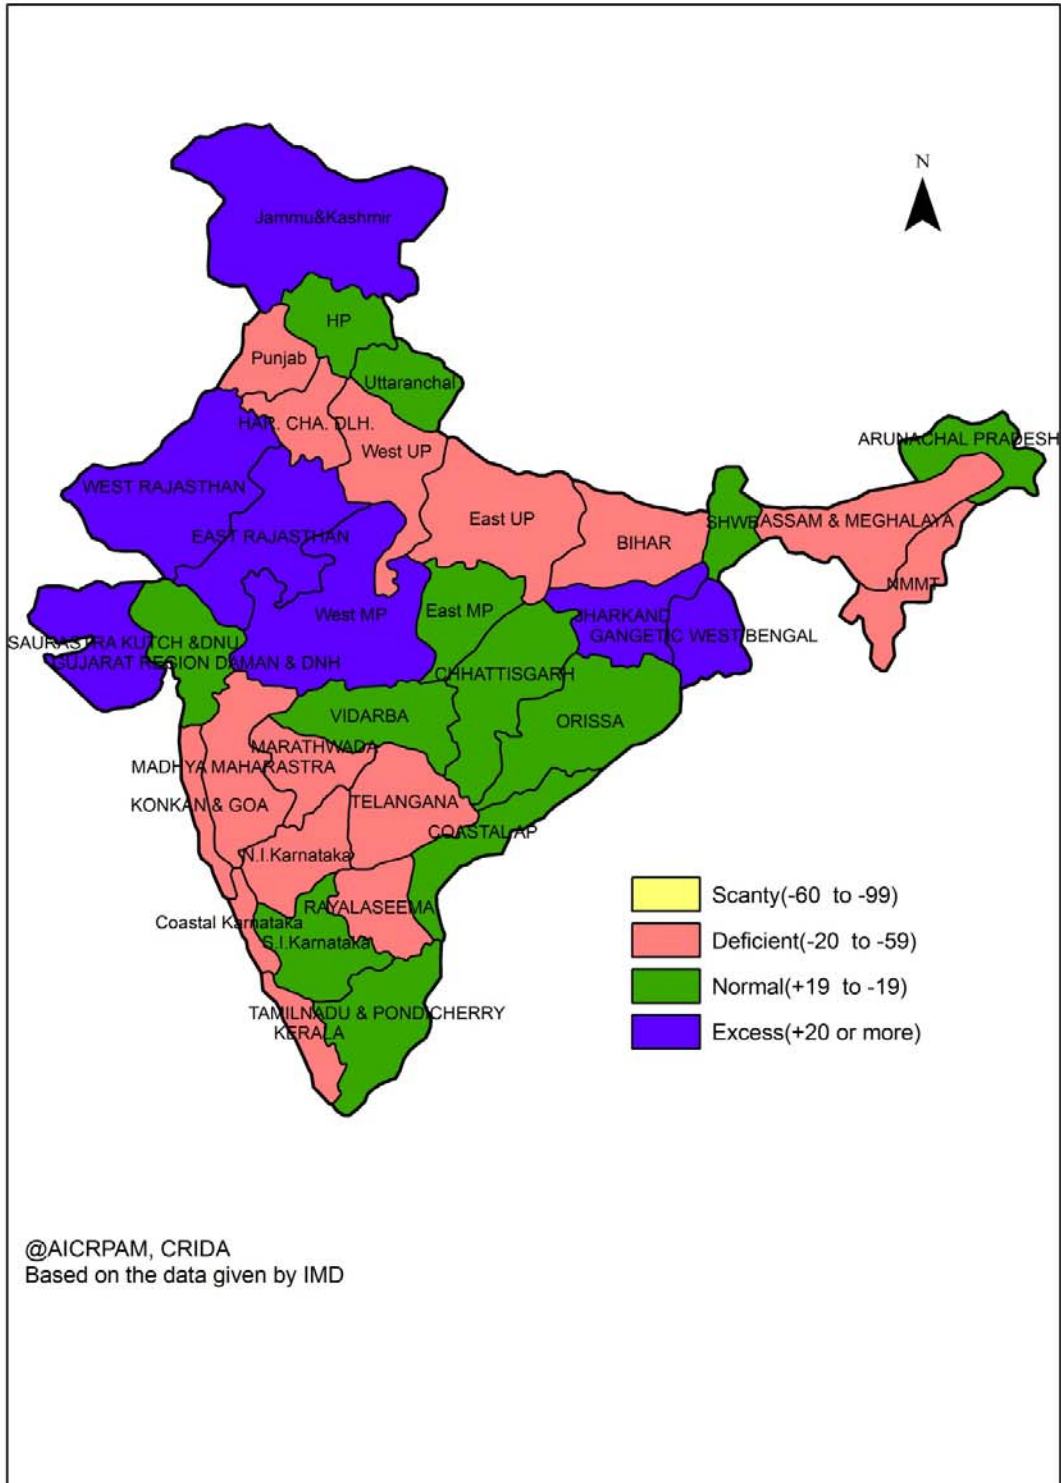 N
Jammu&Kashmir
HP
Punjab
Uttaranchal
HAR. CHA. DLH.
West UP
ARUNACHAL PRADESH
WEST RAJASTHAN
East UP
SHWB
ASSAM & MEGHALAYA
EAST RAJASTHAN
BIHAR
NMMT
West MP
East MP
JHARKAND
GANGETIC WEST BENGAL
SAURASTRA KUTCH &DNU
GUJARAT REGION DAMAN & DNH
CHHATTISGARH
VIDARBA
ORISSA
MARATHWADA
MADHYA MAHARASTRA
KONKAN & GOA
TELANGANA
COASTAL AP
N.I.Karnataka
RAYALASEEMA
Coastal Karnataka
S.I.Karnataka
TAMILNADU & PONDICHERRY
KERALA
Scanty(-60 to -99)
Deficient(-20 to -59)
Normal(+19 to -19)
Excess(+20 or more)
@AICRPAM, CRIDA
Based on the data given by IMD